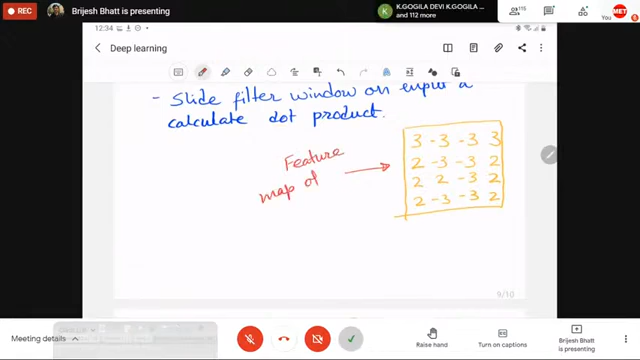 REC
Brijesh Bhatt is presenting
K
K.GOGILA DEVI K.GOGILA
and 112 more
115
MET
12:34
Deep learning
- Slide filter window on input a
calculate dot product.
Feature
map of
3 -3 -3 3
2 -3 -3 2
2 2 -3 2
2 -3 -3 2
9/10
Meeting details
Raise hand
Turn on captions
Brijesh Bhatt
is presenting